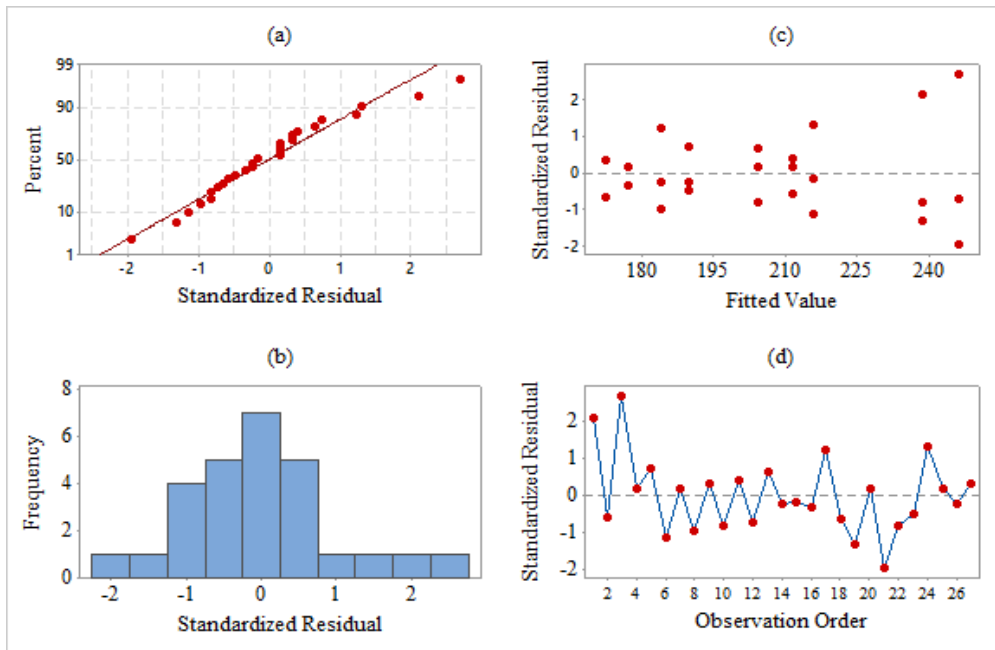 (a)
99
90
50
10
1
Percent
-2 -1 0 1 2
Standardized Residual
(c)
2
1
0
-1
-2
Standardized Residual
180 195 210 225 240
Fitted Value
(b)
8
6
4
2
0
Frequency
-2 -1 0 1 2
Standardized Residual
(d)
2
1
0
-1
-2
Standardized Residual
2 4 6 8 10 12 14 16 18 20 22 24 26
Observation Order